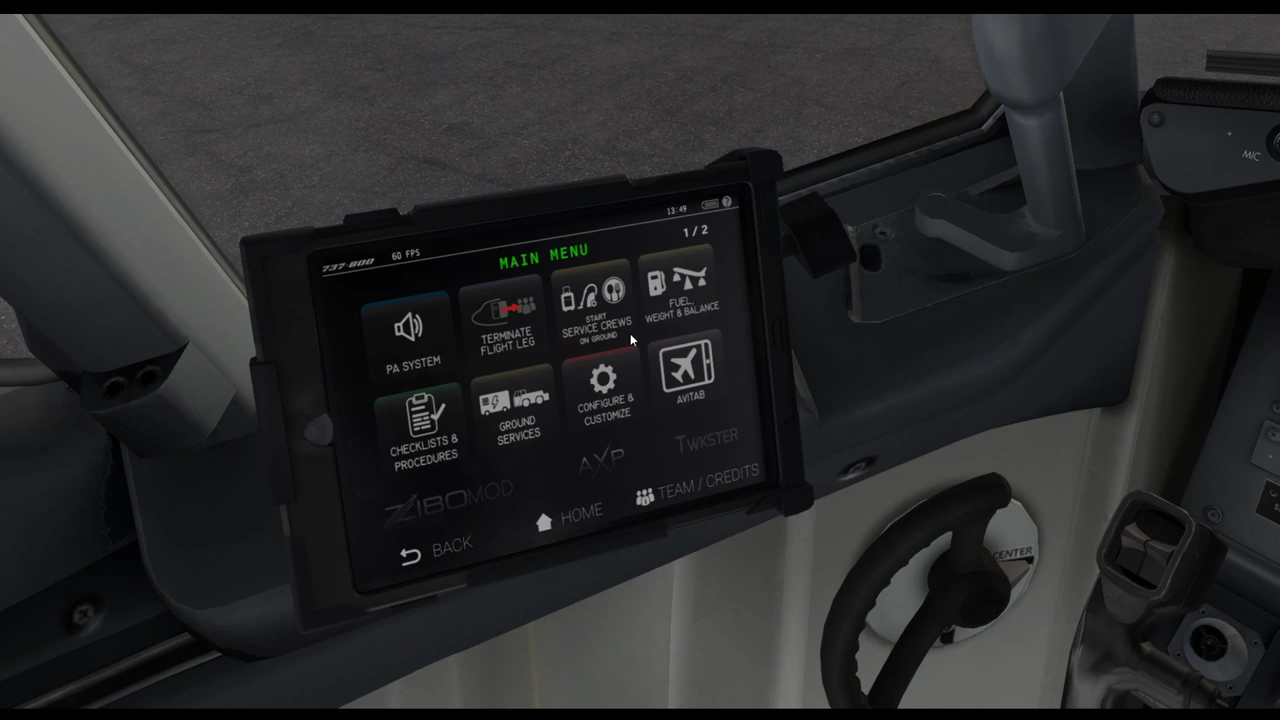 737-800
60 FPS
13:49
?
MAIN MENU
1 / 2
PA SYSTEM
TERMINATE
FLIGHT LEG
START
SERVICE CREWS
ON GROUND
FUEL,
WEIGHT & BALANCE
CHECKLISTS &
PROCEDURES
GROUND
SERVICES
CONFIGURE &
CUSTOMIZE
AVITAB
ZIBOMOD
AXP
TWKSTER
BACK
HOME
TEAM / CREDITS
MIC
CENTER